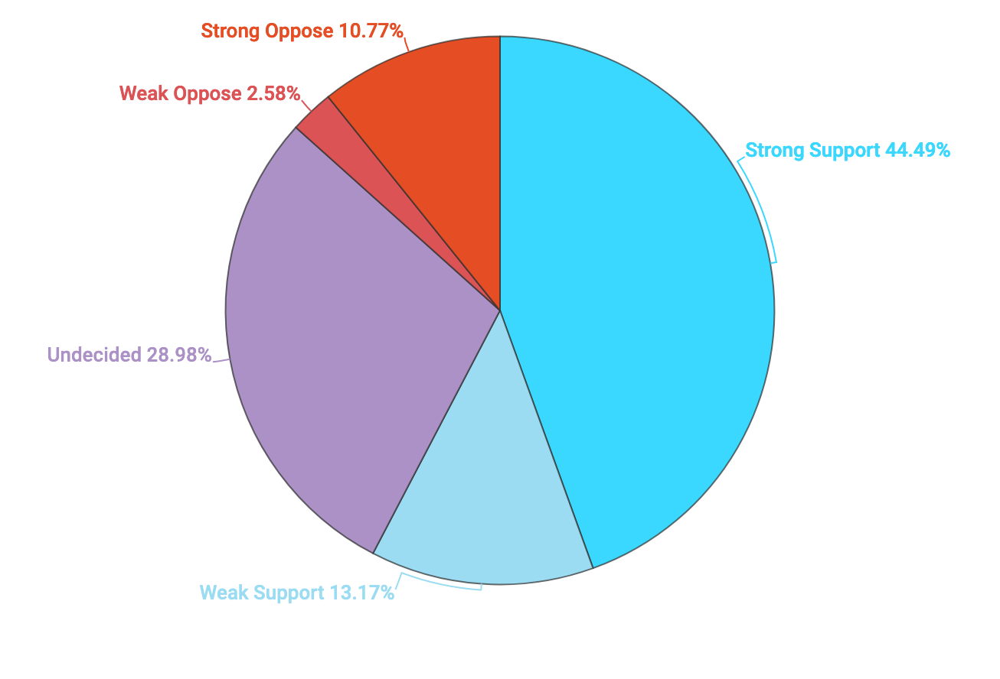 Strong Oppose 10.77%
Weak Oppose 2.58%
Strong Support 44.49%
Undecided 28.98%
Weak Support 13.17%